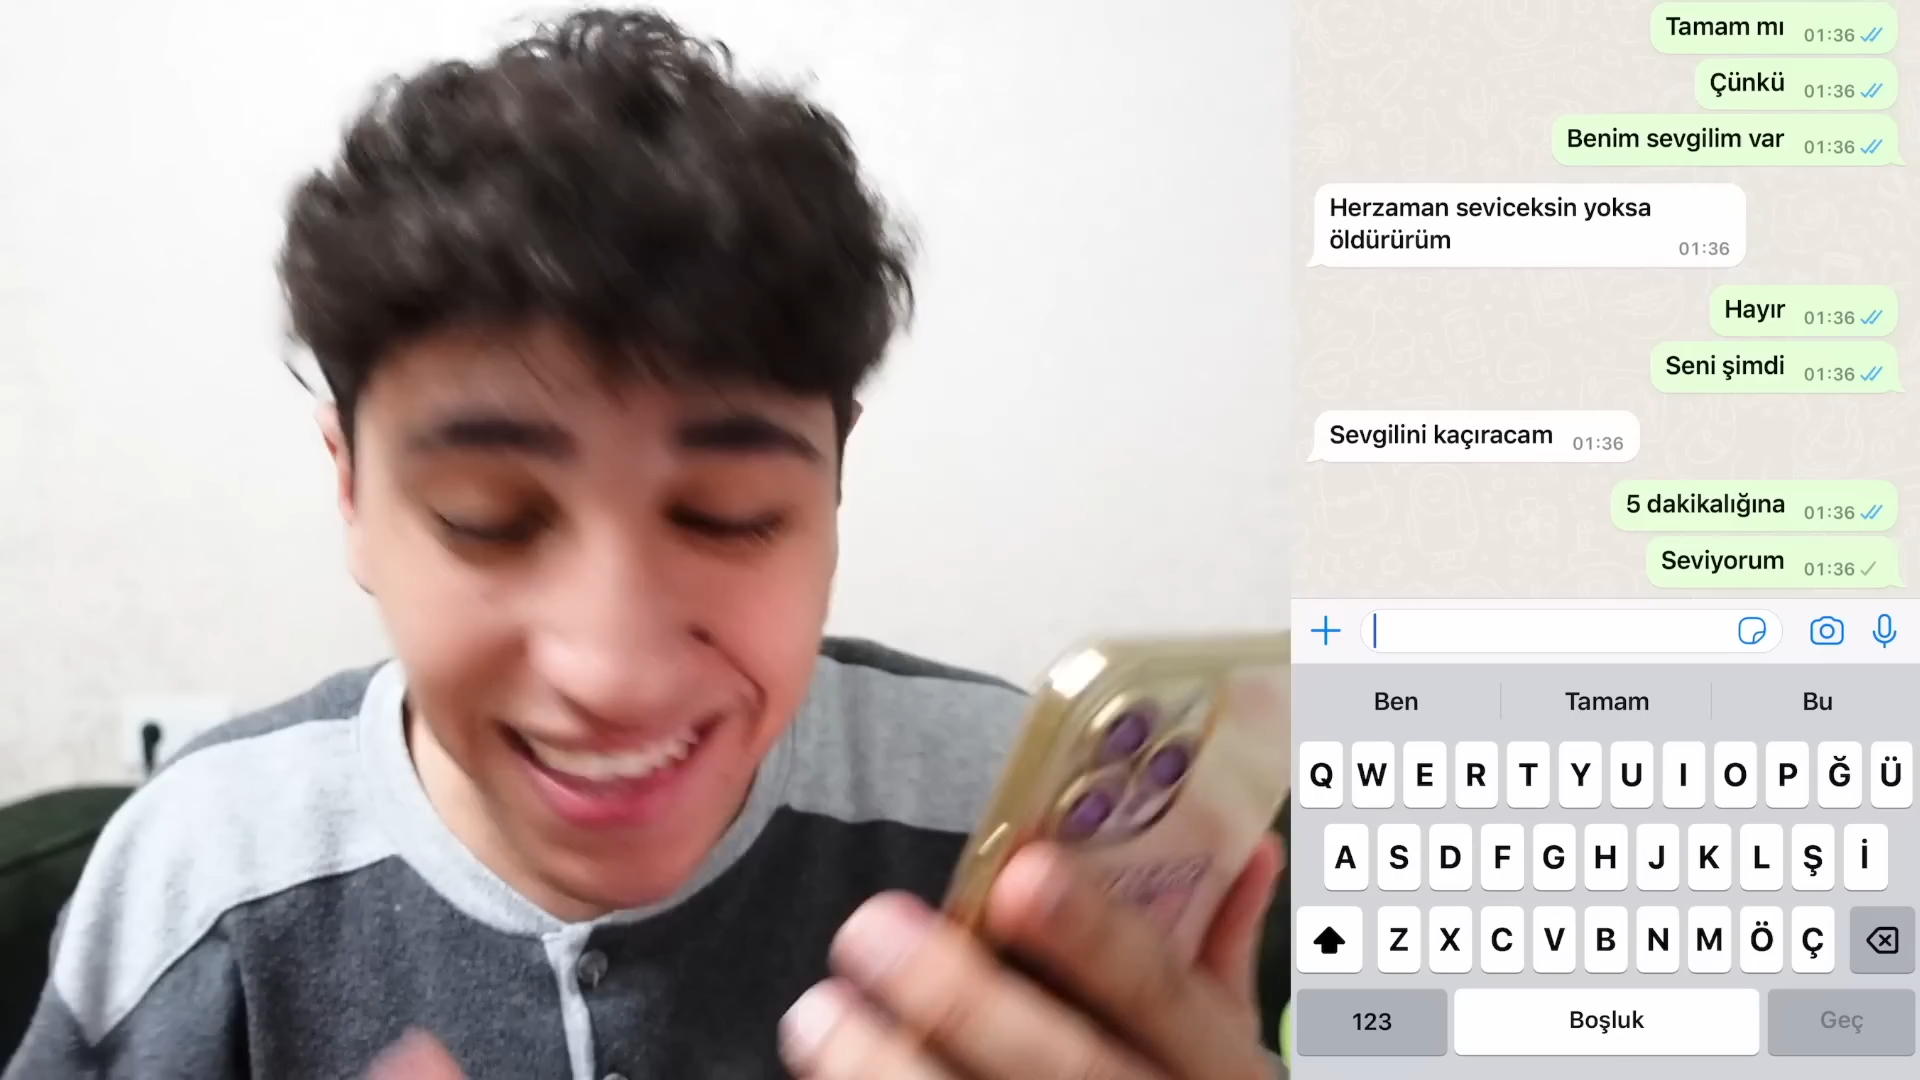 Tamam mı 01:36
Çünkü 01:36
Benim sevgilim var 01:36
Herzaman seviceksin yoksa
öldürürüm 01:36
Hayır 01:36
Seni şimdi 01:36
Sevgilini kaçıracam 01:36
5 dakikalığına 01:36
Seviyorum 01:36
Ben Tamam Bu
Q W E R T Y U I O P Ğ Ü
A S D F G H J K L Ş İ
Z X C V B N M Ö Ç
123 Boşluk Geç